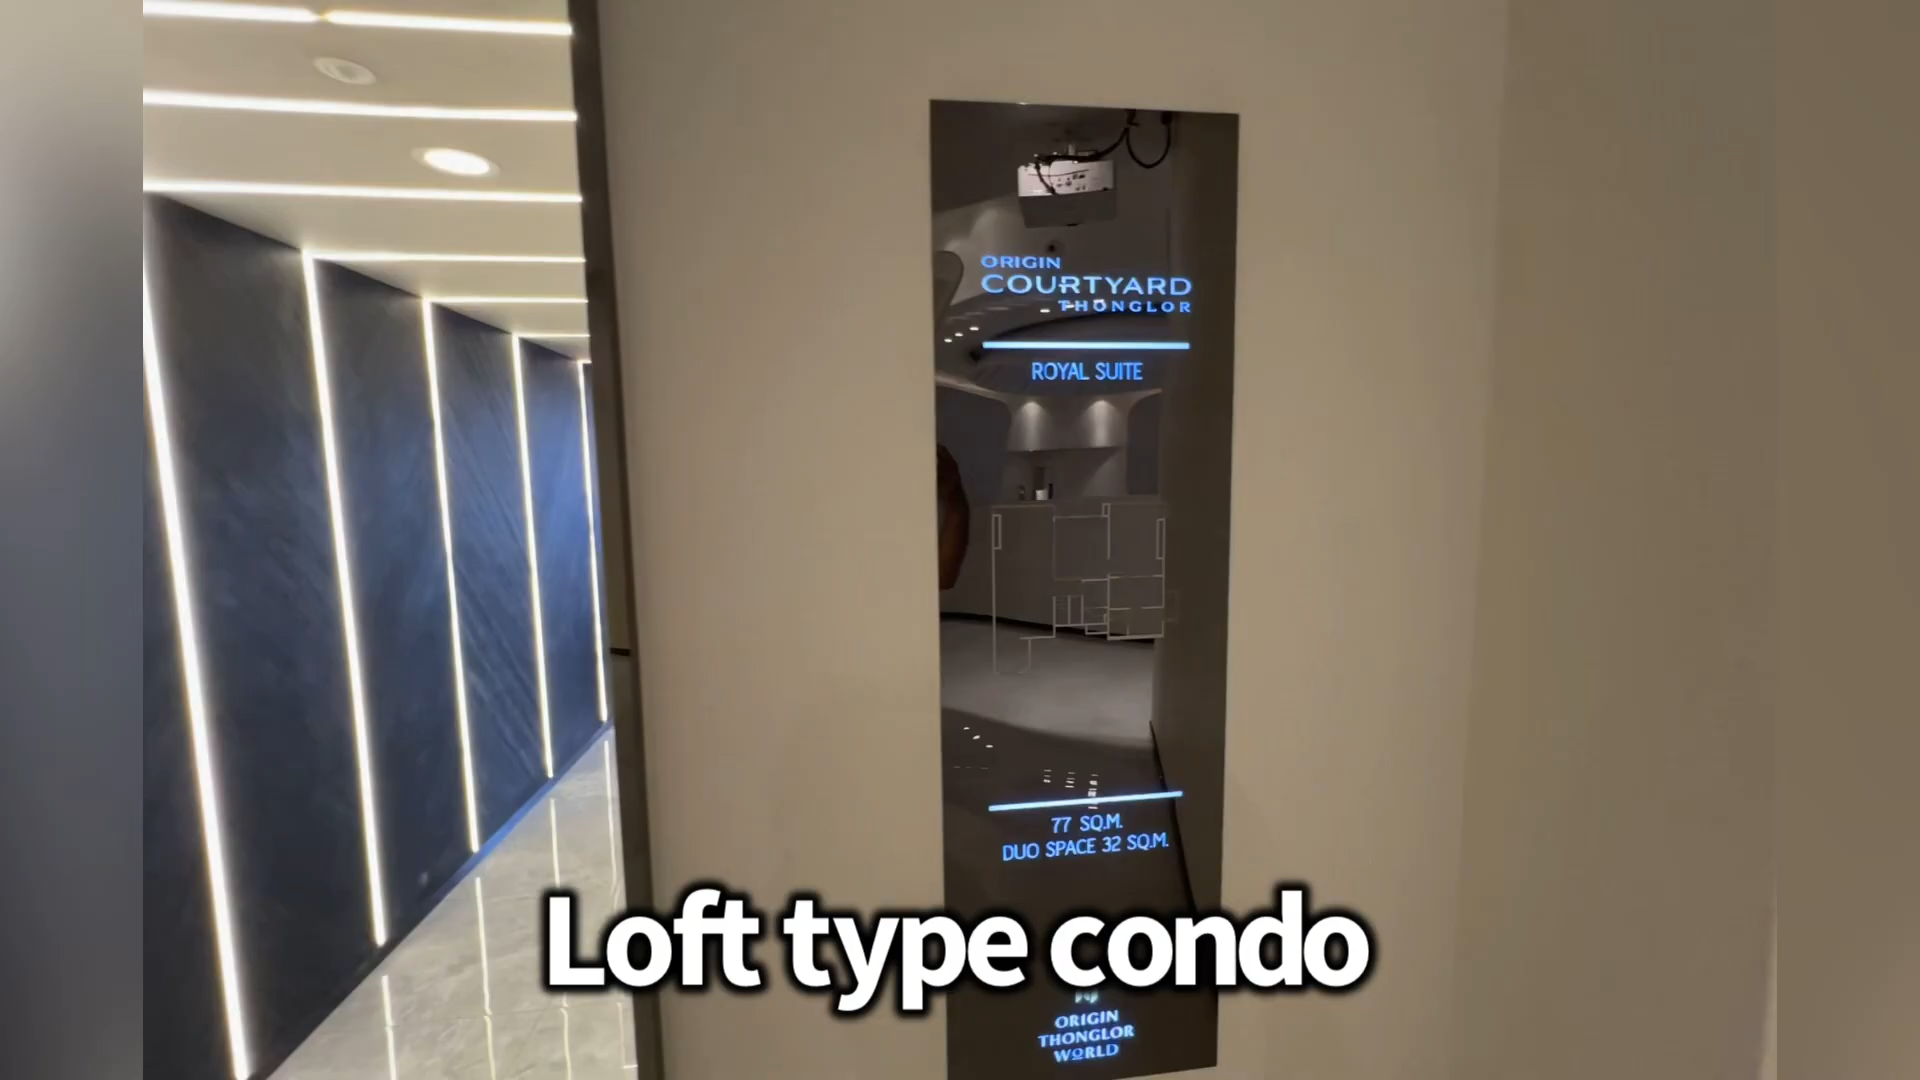 ORIGIN
COURTYARD
THONGLOR
ROYAL SUITE
77 SQ.M.
DUO SPACE 32 SQ.M.
Loft type condo
ORIGIN
THONGLOR
WORLD